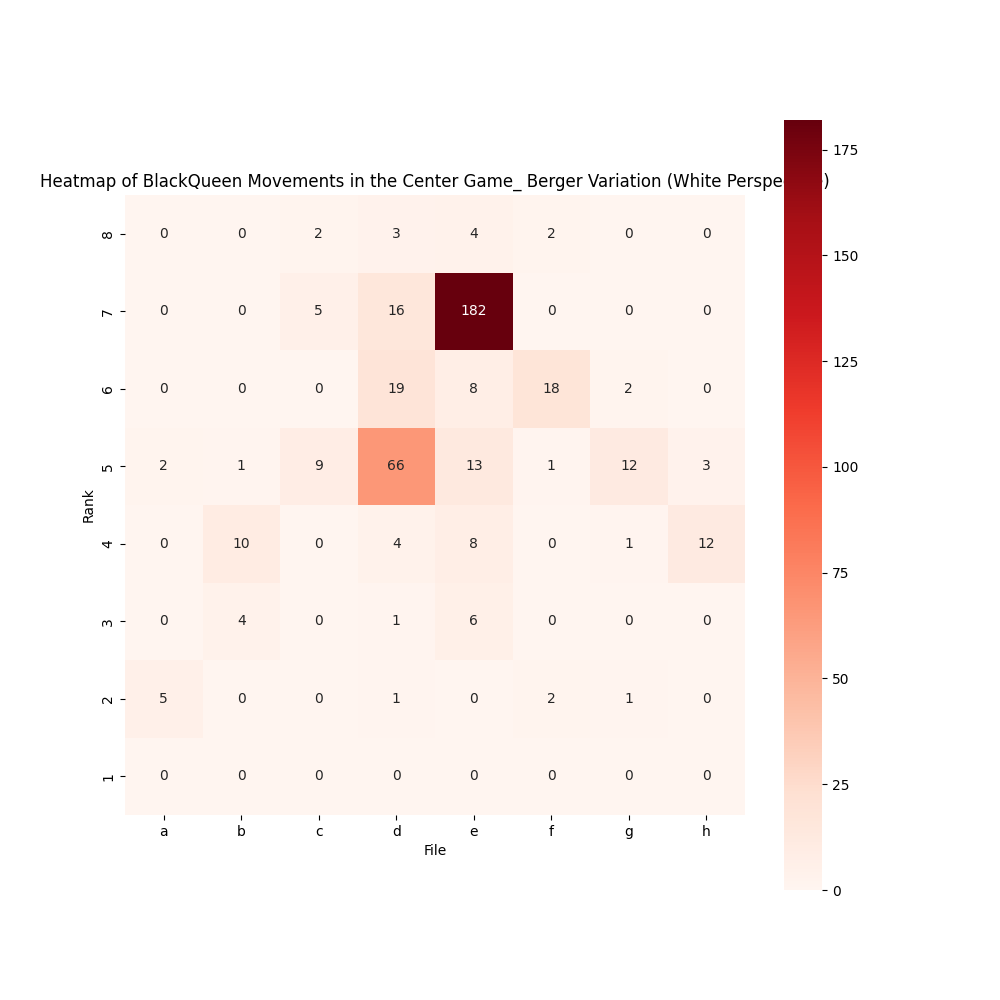 Heatmap of BlackQueen Movements in the Center Game_ Berger Variation (White Perspe )
8 0 0 2 3 4 2 0 0
7 0 0 5 16 182 0 0 0
6 0 0 0 19 8 18 2 0
5 2 1 9 66 13 1 12 3
Rank
4 0 10 0 4 8 0 1 12
3 0 4 0 1 6 0 0 0
2 5 0 0 1 0 2 1 0
1 0 0 0 0 0 0 0 0
a b c d e f g h
File
175
150
125
100
75
50
25
0